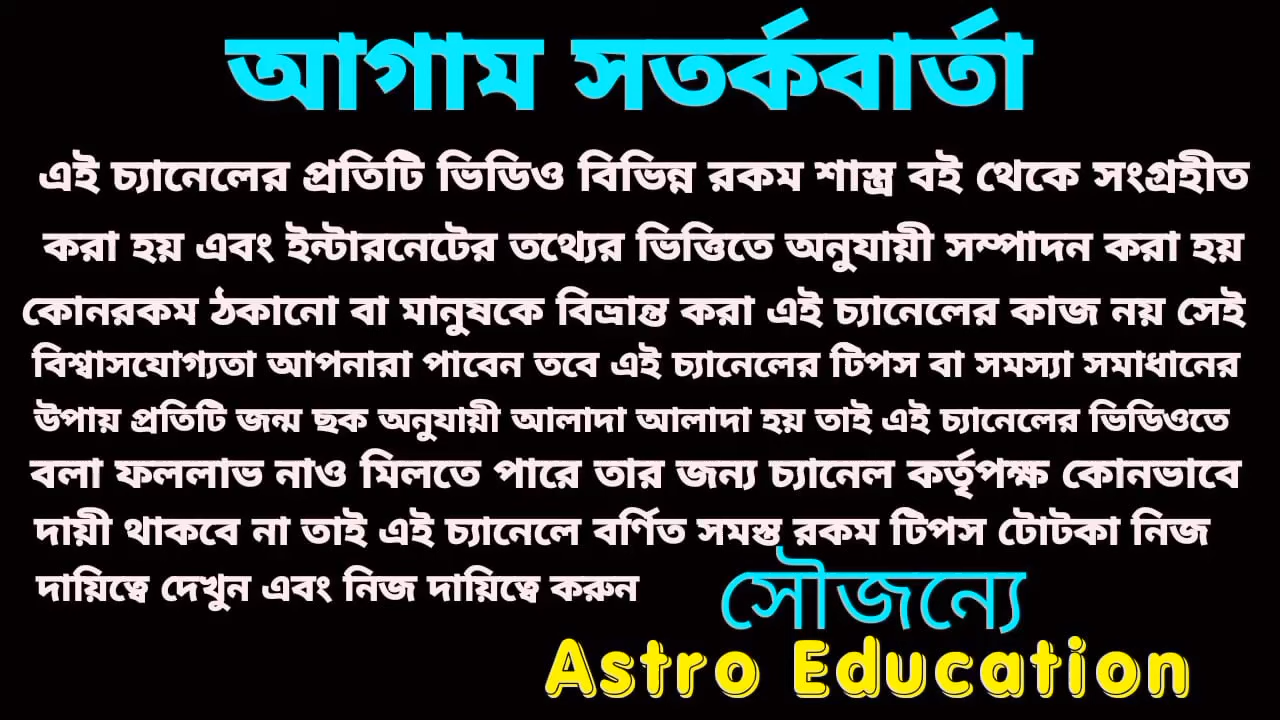 আগাম সতর্কবার্তা
এই চ্যানেলের প্রতিটি ভিডিও বিভিন্ন রকম শাস্ত্র বই থেকে সংগ্রহীত
করা হয় এবং ইন্টারনেটের তথ্যের ভিত্তিতে অনুযায়ী সম্পাদন করা হয়
কোনরকম ঠকানো বা মানুষকে বিভ্রান্ত করা এই চ্যানেলের কাজ নয় সেই
বিশ্বাসযোগ্যতা আপনারা পাবেন তবে এই চ্যানেলের টিপস বা সমস্যা সমাধানের
উপায় প্রতিটি জন্ম ছক অনুযায়ী আলাদা আলাদা হয় তাই এই চ্যানেলের ভিডিওতে
বলা ফললাভ নাও মিলতে পারে তার জন্য চ্যানেল কর্তৃপক্ষ কোনভাবে
দায়ী থাকবে না তাই এই চ্যানেলে বর্ণিত সমস্ত রকম টিপস টোটকা নিজ
দায়িত্বে দেখুন এবং নিজ দায়িত্বে করুন
সৌজন্যে
Astro Education